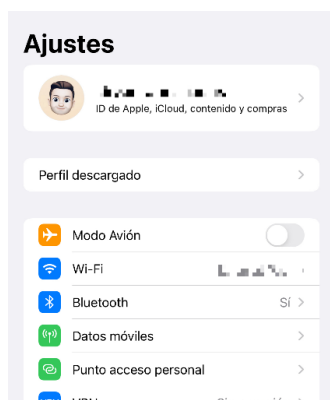 Ajustes
ID de Apple, iCloud, contenido y compras
Perfil descargado
Modo Avión
Wi-Fi
Bluetooth Sí
Datos móviles
Punto acceso personal